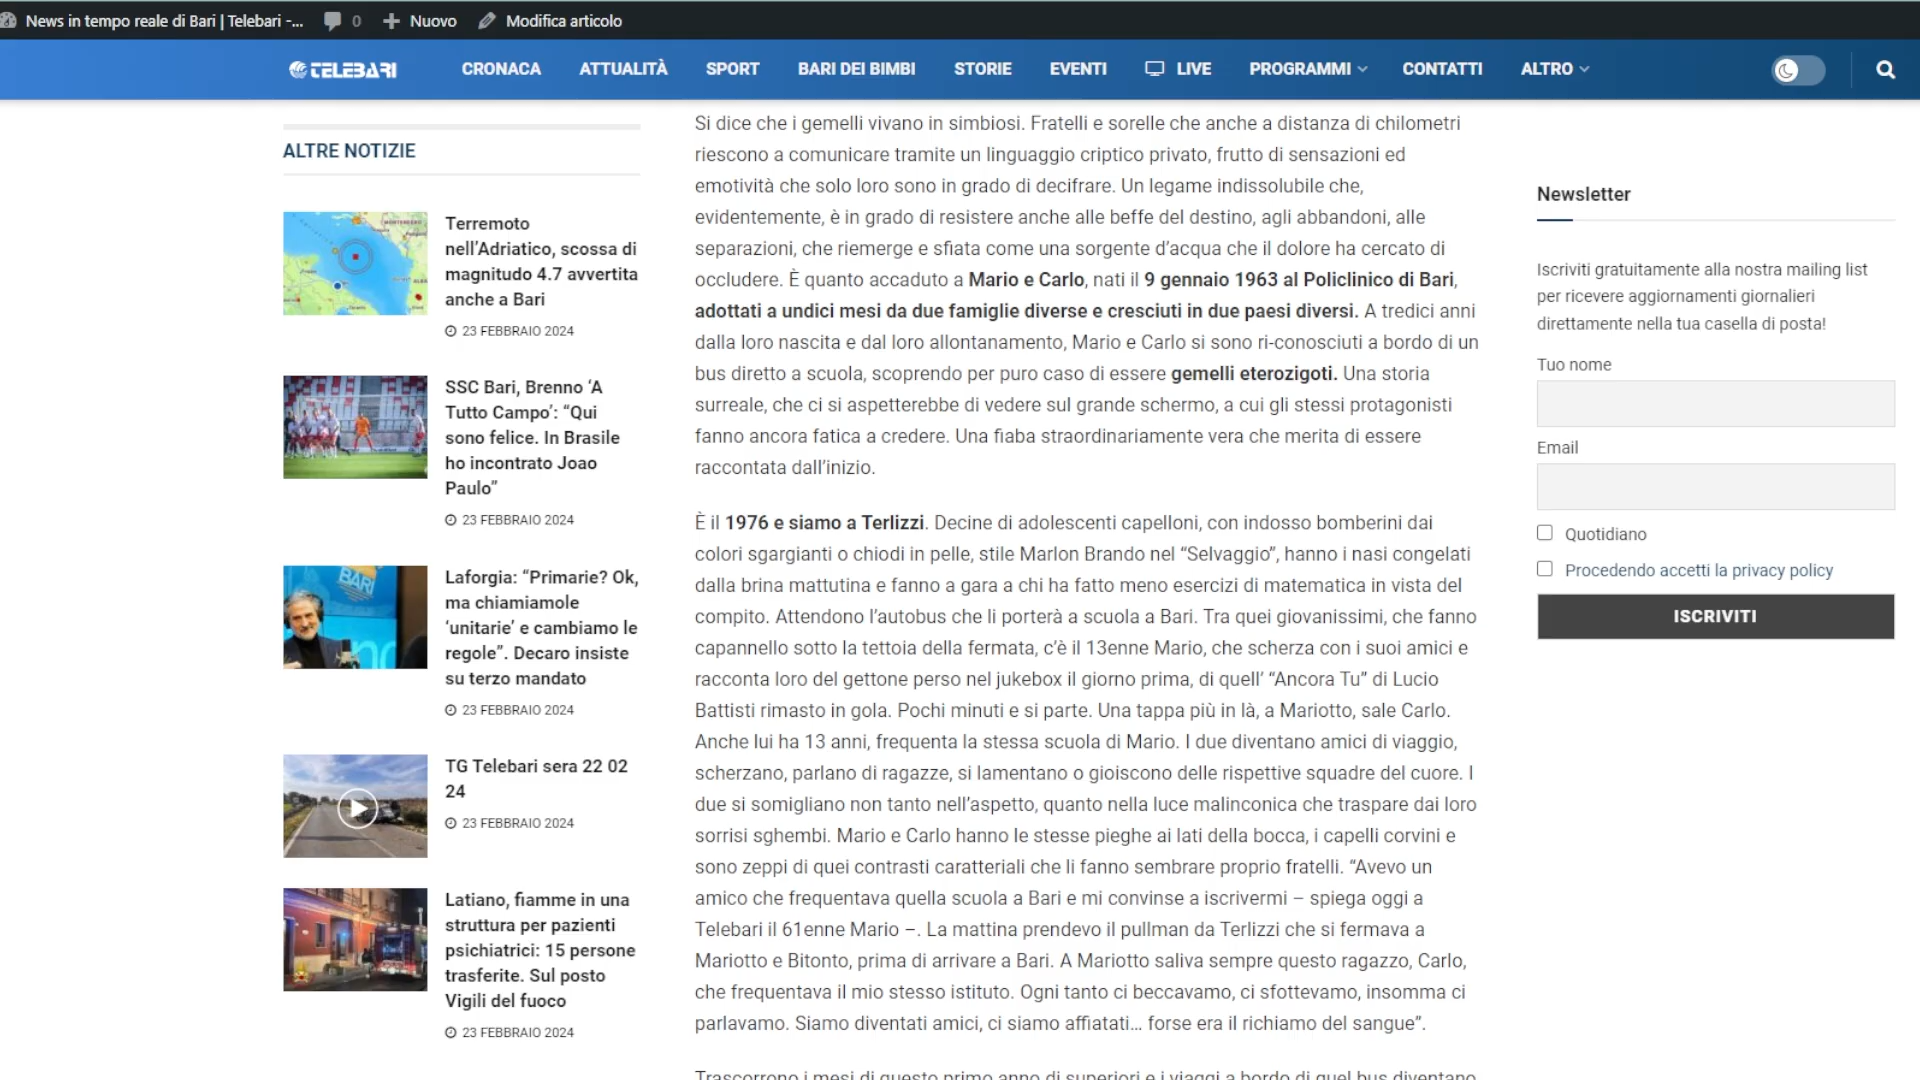 News in tempo reale di Bari | Telebari -... 0 Nuovo Modifica articolo
TELEBARI CRONACA ATTUALITÀ SPORT BARI DEI BIMBI STORIE EVENTI LIVE PROGRAMMI CONTATTI ALTRO
ALTRE NOTIZIE
Terremoto
nell'Adriatico, scossa di
magnitudo 4.7 avvertita
anche a Bari
23 FEBBRAIO 2024
SSC Bari, Brenno ‘A
Tutto Campo’: “Qui
sono felice. In Brasile
ho incontrato Joao
Paulo”
23 FEBBRAIO 2024
BARI
Laforgia: “Primarie? Ok,
ma chiamiamole
‘unitarie’ e cambiamo le
regole”. Decaro insiste
su terzo mandato
23 FEBBRAIO 2024
TG Telebari sera 22 02
24
23 FEBBRAIO 2024
Latiano, fiamme in una
struttura per pazienti
psichiatrici: 15 persone
trasferite. Sul posto
Vigili del fuoco
23 FEBBRAIO 2024
Si dice che i gemelli vivano in simbiosi. Fratelli e sorelle che anche a distanza di chilometri
riescono a comunicare tramite un linguaggio criptico privato, frutto di sensazioni ed
emotività che solo loro sono in grado di decifrare. Un legame indissolubile che,
evidentemente, è in grado di resistere anche alle beffe del destino, agli abbandoni, alle
separazioni, che riemerge e sfiata come una sorgente d’acqua che il dolore ha cercato di
occludere. È quanto accaduto a Mario e Carlo, nati il 9 gennaio 1963 al Policlinico di Bari,
adottati a undici mesi da due famiglie diverse e cresciuti in due paesi diversi. A tredici anni
dalla loro nascita e dal loro allontanamento, Mario e Carlo si sono ri-conosciuti a bordo di un
bus diretto a scuola, scoprendo per puro caso di essere gemelli eterozigoti. Una storia
surreale, che ci si aspetterebbe di vedere sul grande schermo, a cui gli stessi protagonisti
fanno ancora fatica a credere. Una fiaba straordinariamente vera che merita di essere
raccontata dall’inizio.
È il 1976 e siamo a Terlizzi. Decine di adolescenti capelloni, con indosso bomberini dai
colori sgargianti o chiodi in pelle, stile Marlon Brando nel “Selvaggio”, hanno i nasi congelati
dalla brina mattutina e fanno a gara a chi ha fatto meno esercizi di matematica in vista del
compito. Attendono l’autobus che li porterà a scuola a Bari. Tra quei giovanissimi, che fanno
capannello sotto la tettoia della fermata, c’è il 13enne Mario, che scherza con i suoi amici e
racconta loro del gettone perso nel jukebox il giorno prima, di quell’ “Ancora Tu” di Lucio
Battisti rimasto in gola. Pochi minuti e si parte. Una tappa più in là, a Mariotto, sale Carlo.
Anche lui ha 13 anni, frequenta la stessa scuola di Mario. I due diventano amici di viaggio,
scherzano, parlano di ragazze, si lamentano o gioiscono delle rispettive squadre del cuore. I
due si somigliano non tanto nell’aspetto, quanto nella luce malinconica che traspare dai loro
sorrisi sghembi. Mario e Carlo hanno le stesse pieghe ai lati della bocca, i capelli corvini e
sono zeppi di quei contrasti caratteriali che li fanno sembrare proprio fratelli. “Avevo un
amico che frequentava quella scuola a Bari e mi convinse a iscrivermi – spiega oggi a
Telebari il 61enne Mario –. La mattina prendevo il pullman da Terlizzi che si fermava a
Mariotto e Bitonto, prima di arrivare a Bari. A Mariotto saliva sempre questo ragazzo, Carlo,
che frequentava il mio stesso istituto. Ogni tanto ci beccavamo, ci sfottevamo, insomma ci
parlavamo. Siamo diventati amici, ci siamo affiatati… forse era il richiamo del sangue”.
Trascorrono i mesi di questo primo anno di superiori e i viaggi a bordo di quel bus diventano
Newsletter
Iscriviti gratuitamente alla nostra mailing list
per ricevere aggiornamenti giornalieri
direttamente nella tua casella di posta!
Tuo nome
Email
Quotidiano
Procedendo accetti la privacy policy
ISCRIVITI